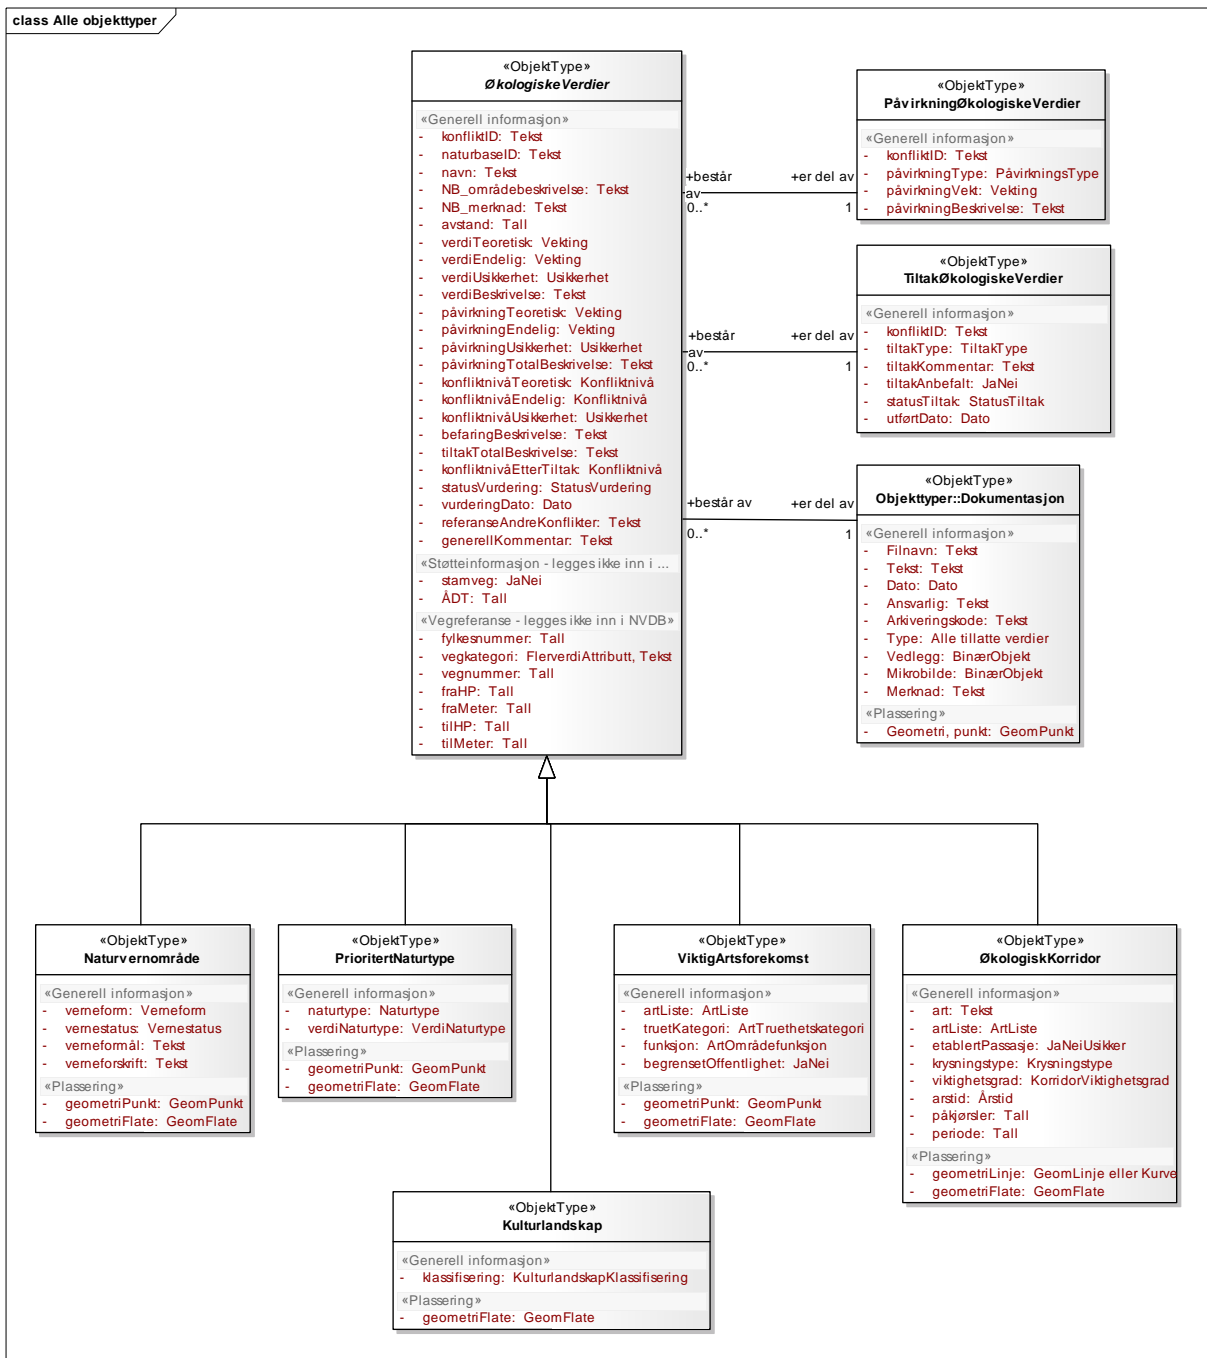 class Alle objekttyper
«ObjektType»
ØkologiskeVerdier
«Generell informasjon»
- konfliktID: Tekst
- naturbaseID: Tekst
- navn: Tekst
- NB_områdebeskrivelse: Tekst
- NB_merknad: Tekst
- avstand: Tall
- verdiTeoretisk: Vekting
- verdiEndelig: Vekting
- verdiUsikkerhet: Usikkerhet
- verdiBeskrivelse: Tekst
- påvirkningTeoretisk: Vekting
- påvirkningEndelig: Vekting
- påvirkningUsikkerhet: Usikkerhet
- påvirkningTotalBeskrivelse: Tekst
- konfliktnivåTeoretisk: Konfliktnivå
- konfliktnivåEndelig: Konfliktnivå
- konfliktnivåUsikkerhet: Usikkerhet
- befaringBeskrivelse: Tekst
- tiltakTotalBeskrivelse: Tekst
- konfliktnivåEtterTiltak: Konfliktnivå
- statusVurdering: StatusVurdering
- vurderingDato: Dato
- referanseAndreKonflikter: Tekst
- generellKommentar: Tekst
«Støtteinformasjon - legges ikke inn i ...
- stamveg: JaNei
- ÅDT: Tall
«Vegreferanse - legges ikke inn i NVDB»
- fylkesnummer: Tall
- vegkategori: FlerverdiAttributt, Tekst
- vegnummer: Tall
- fraHP: Tall
- fraMeter: Tall
- tilHP: Tall
- tilMeter: Tall
+består
av
0..*
+er del av
1
«ObjektType»
PåvirkningØkologiskeVerdier
«Generell informasjon»
- konfliktID: Tekst
- påvirkningType: PåvirkningsType
- påvirkningVekt: Vekting
- påvirkningBeskrivelse: Tekst
+består
av
0..*
+er del av
1
«ObjektType»
TiltakØkologiskeVerdier
«Generell informasjon»
- konfliktID: Tekst
- tiltakType: TiltakType
- tiltakKommentar: Tekst
- tiltakAnbefalt: JaNei
- statusTiltak: StatusTiltak
- utførtDato: Dato
+består av
0..*
+er del av
1
«ObjektType»
Objekttyper::Dokumentasjon
«Generell informasjon»
- Filnavn: Tekst
- Tekst: Tekst
- Dato: Dato
- Ansvarlig: Tekst
- Arkiveringskode: Tekst
- Type: Alle tillatte verdier
- Vedlegg: BinærObjekt
- Mikrobilde: BinærObjekt
- Merknad: Tekst
«Plassering»
- Geometri, punkt: GeomPunkt
«ObjektType»
Naturvernområde
«Generell informasjon»
- verneform: Verneform
- vernestatus: Vernestatus
- verneformål: Tekst
- verneforskrift: Tekst
«Plassering»
- geometriPunkt: GeomPunkt
- geometriFlate: GeomFlate
«ObjektType»
PrioritertNaturtype
«Generell informasjon»
- naturtype: Naturtype
- verdiNaturtype: VerdiNaturtype
«Plassering»
- geometriPunkt: GeomPunkt
- geometriFlate: GeomFlate
«ObjektType»
ViktigArtsforekomst
«Generell informasjon»
- artListe: ArtListe
- truetKategori: ArtTruethetskategori
- funksjon: ArtOmrådefunksjon
- begrensetOffentlighet: JaNei
«Plassering»
- geometriPunkt: GeomPunkt
- geometriFlate: GeomFlate
«ObjektType»
ØkologiskKorridor
«Generell informasjon»
- art: Tekst
- artListe: ArtListe
- etablertPassasje: JaNeiUsikker
- krysningstype: Krysningstype
- viktighetsgrad: KorridorViktighetsgrad
- arstid: Årstid
- påkjørsler: Tall
- periode: Tall
«Plassering»
- geometriLinje: GeomLinje eller Kurve
- geometriFlate: GeomFlate
«ObjektType»
Kulturlandskap
«Generell informasjon»
- klassifisering: KulturlandskapKlassifisering
«Plassering»
- geometriFlate: GeomFlate